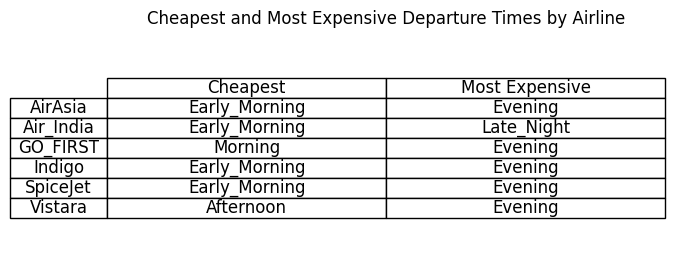 Cheapest and Most Expensive Departure Times by Airline
Cheapest Most Expensive
AirAsia Early_Morning Evening
Air_India Early_Morning Late_Night
GO_FIRST Morning Evening
Indigo Early_Morning Evening
SpiceJet Early_Morning Evening
Vistara Afternoon Evening